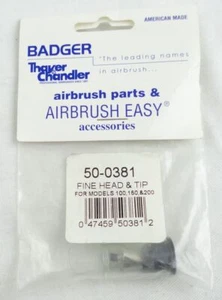 AMERICAN MADE
BADGER
Thayer
Chandler
"The leading names
in airbrush..."
airbrush parts &
AIRBRUSH EASY®
accessories
50-0381
FINE HEAD & TIP
FOR MODELS:100,150,&200
0 47459 50381 2